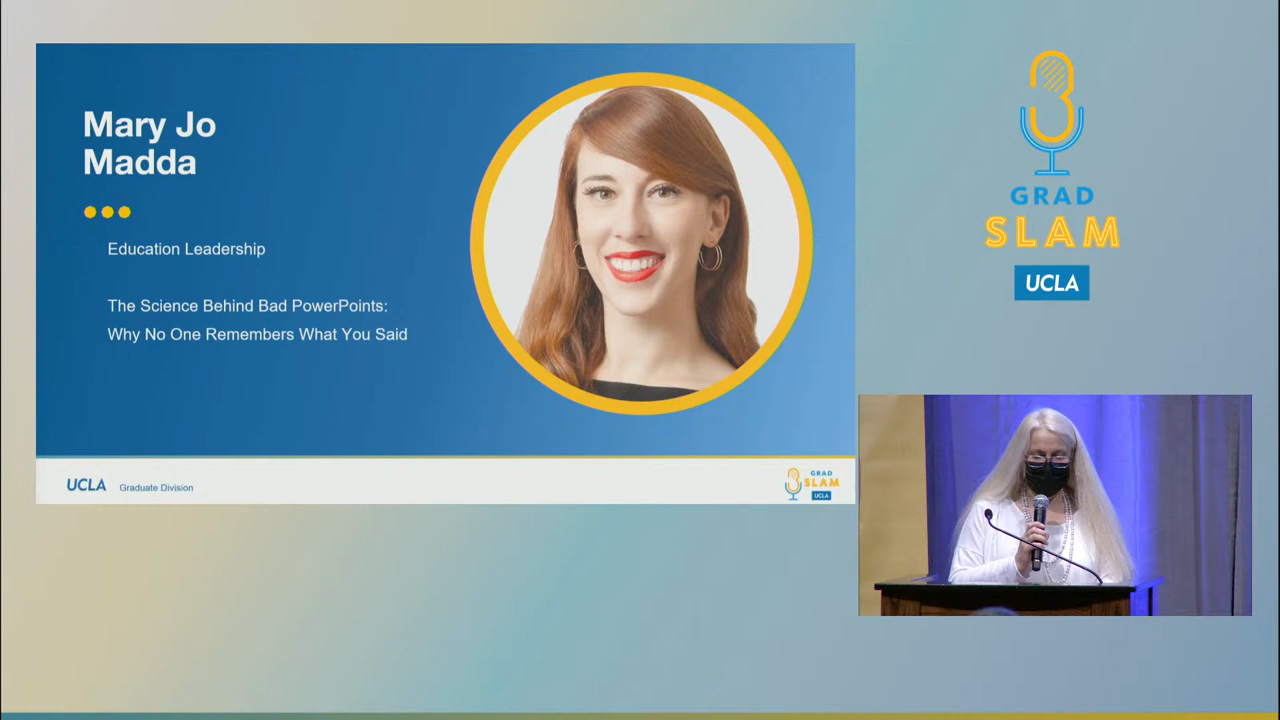 Mary Jo
Madda
Education Leadership
The Science Behind Bad PowerPoints:
Why No One Remembers What You Said
UCLA Graduate Division
GRAD
SLAM
UCLA
GRAD
SLAM
UCLA